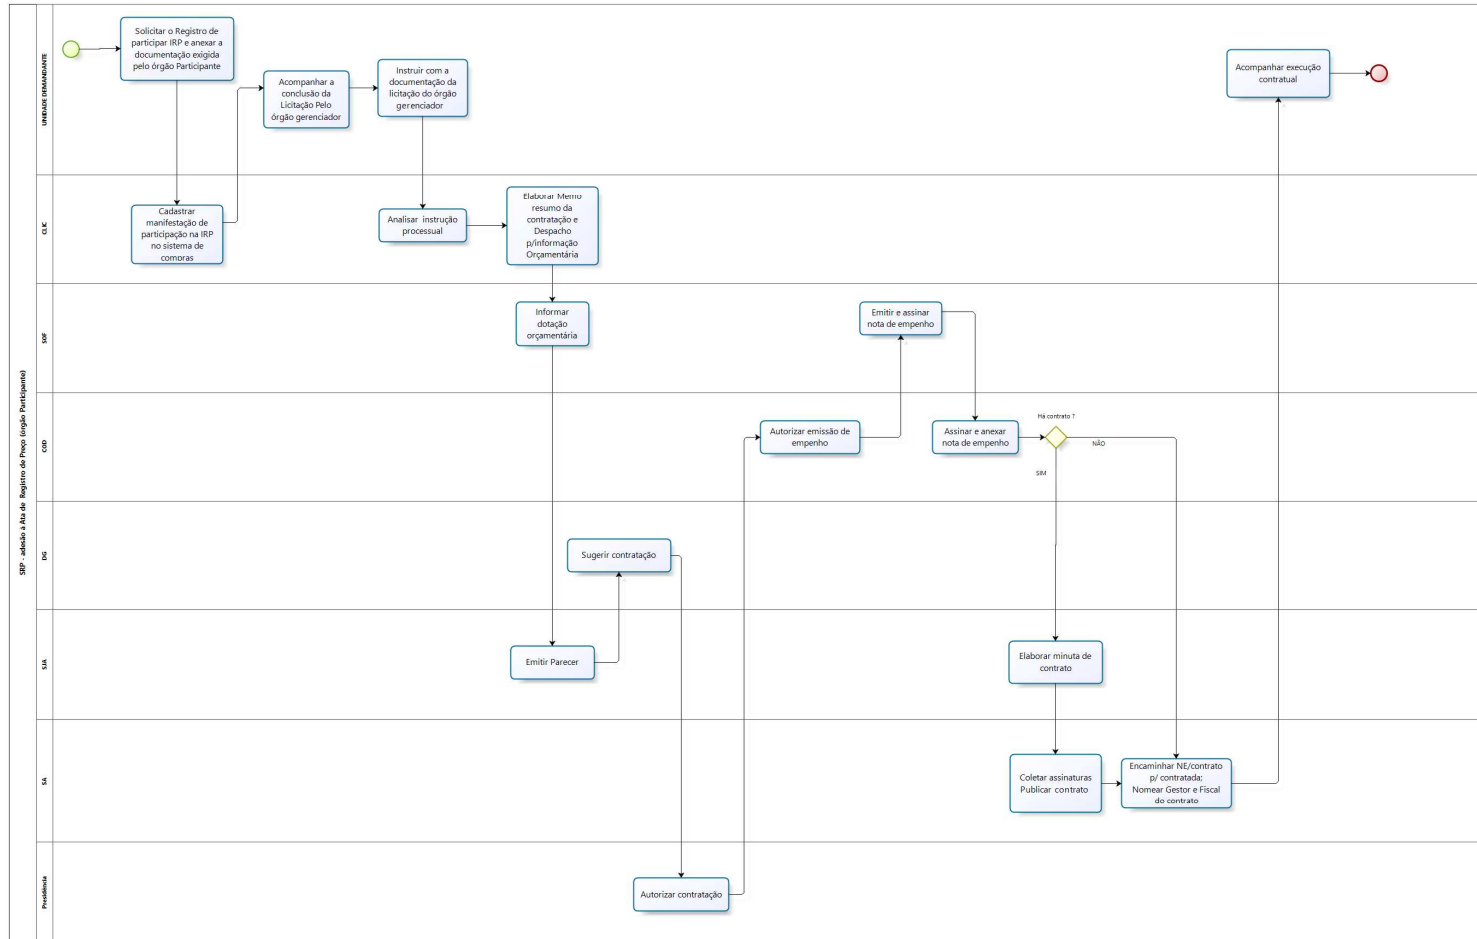 SRP - adesão à Ata de Registro de Preço (órgão Participante)
UNIDADE DEMANDANTE
Solicitar o Registro de
participar IRP e anexar a
documentação exigida
pelo órgão Participante
Acompanhar a
conclusão da
Licitação Pelo
órgão gerenciador
Instruir com a
documentação da
licitação do órgão
gerenciador
Acompanhar execução
contratual
CLIC
Cadastrar
manifestação de
participação na IRP
no sistema de
comoras
Analisar instrução
processual
Elaborar Memo
resumo da
contratação e
Despacho
p/informação
Orçamentária
SOF
Informar
dotação
orçamentária
Emitir e assinar
nota de empenho
COD
Autorizar emissão de
empenho
Assinar e anexar
nota de empenho
Há contrato ?
NÃO
SIM
DG
Sugerir contratação
SJA
Emitir Parecer
Elaborar minuta de
contrato
SA
Coletar assinaturas
Publicar contrato
Encaminhar NE/contrato
p/ contratada;
Nomear Gestor e Fiscal
do contrato
Presidência
Autorizar contratação